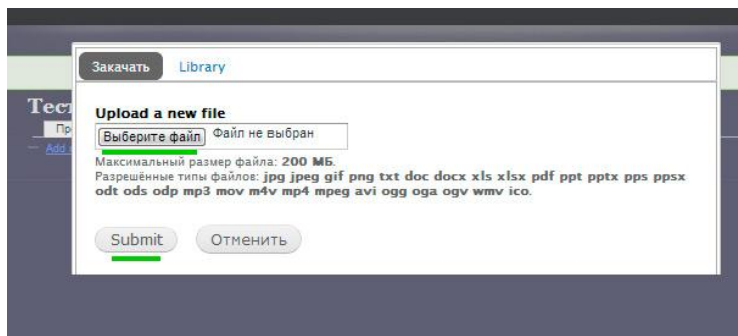 Закачать Library
Тест
Upload a new file
Выберите файл Файл не выбран
Add
Максимальный размер файла: 200 МБ.
Разрешённые типы файлов: jpg jpeg gif png txt doc docx xls xlsx pdf ppt pptx pps ppsx
odt ods odp mp3 mov m4v mp4 mpeg avi ogg oga ogv wmv ico.
Submit Отменить